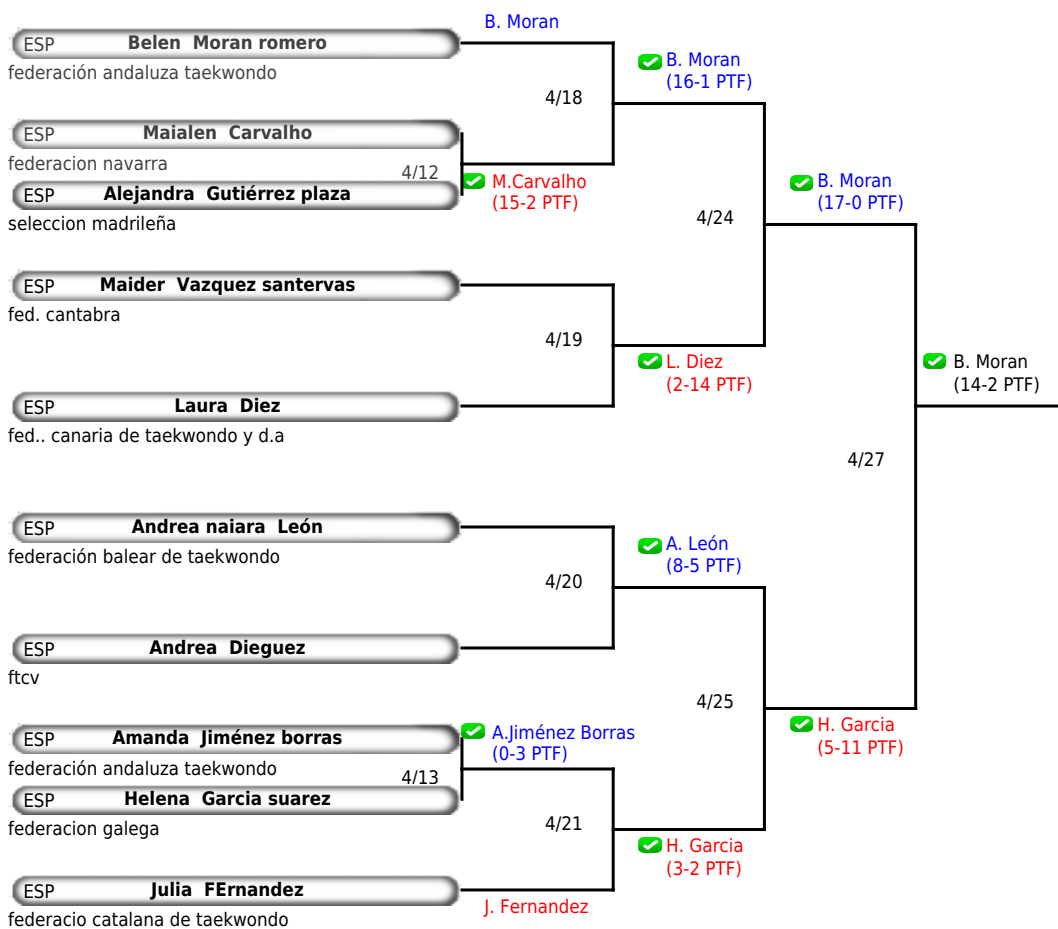 B. Moran
ESP Belen Moran romero
federación andaluza taekwondo
B. Moran
(16-1 PTF)
4/18
ESP Maialen Carvalho
federacion navarra
4/12
M.Carvalho
(15-2 PTF)
ESP Alejandra Gutiérrez plaza
seleccion madrileña
B. Moran
(17-0 PTF)
4/24
ESP Maider Vazquez santervas
fed. cantabra
4/19
L. Diez
(2-14 PTF)
B. Moran
(14-2 PTF)
ESP Laura Diez
fed.. canaria de taekwondo y d.a
4/27
ESP Andrea naiara León
federación balear de taekwondo
A. León
(8-5 PTF)
4/20
ESP Andrea Dieguez
ftcv
4/25
ESP Amanda Jiménez borras
federación andaluza taekwondo
A.Jiménez Borras
(0-3 PTF)
H. Garcia
(5-11 PTF)
4/13
ESP Helena Garcia suarez
federacion galega
4/21
H. Garcia
(3-2 PTF)
ESP Julia FErnandez
federacio catalana de taekwondo
J. Fernandez